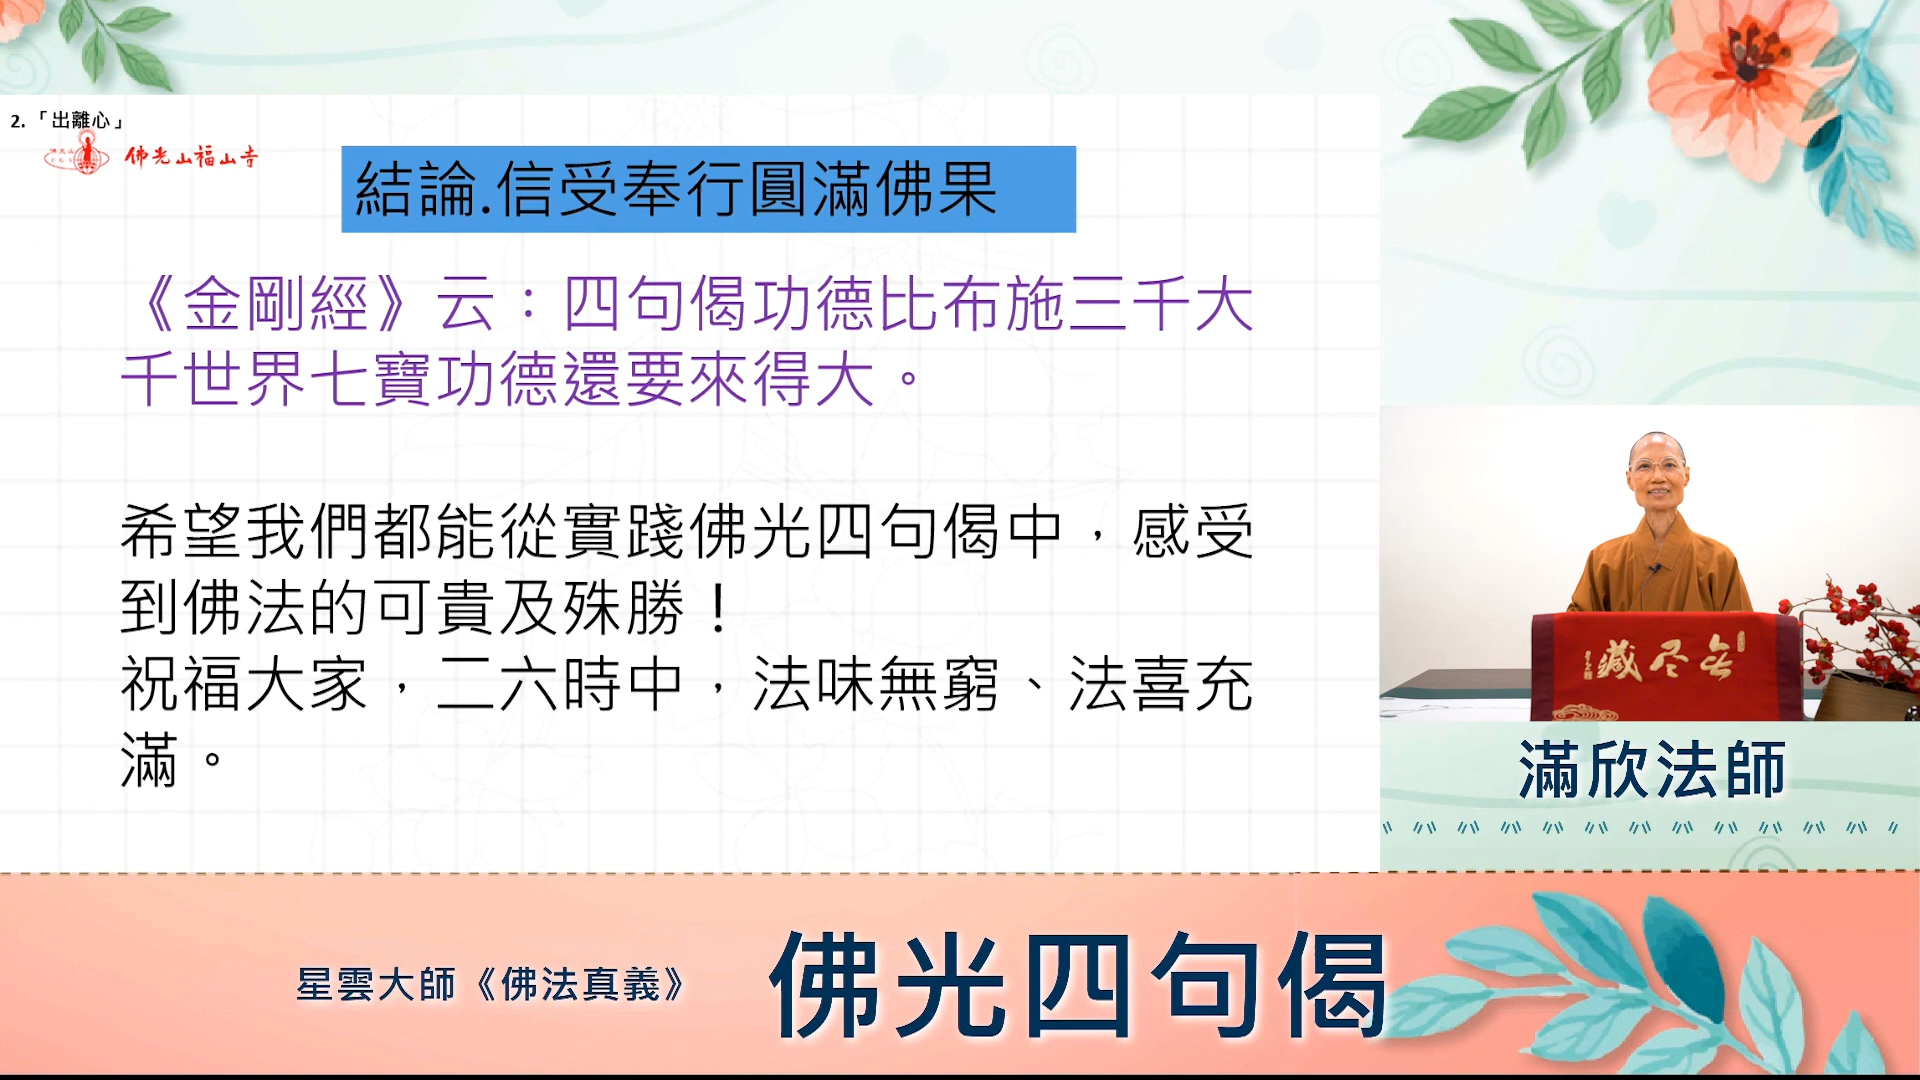 2.「出離心」
佛光山福山寺
結論.信受奉行圓滿佛果
《金剛經》云：四句偈功德比布施三千大
千世界七寶功德還要來得大。
希望我們都能從實踐佛光四句偈中，感受
到佛法的可貴及殊勝！
祝福大家，二六時中，法味無窮、法喜充
滿。
無盡藏
滿欣法師
星雲大師《佛法真義》
佛光四句偈